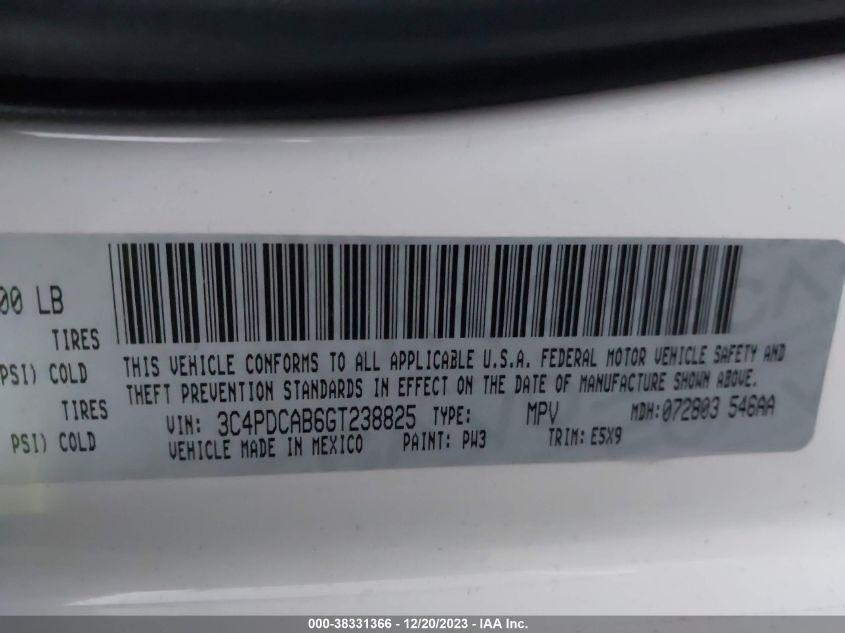 00 LB
TIRES
PSI) COLD
TIRES
PSI) COLD
THIS VEHICLE CONFORMS TO ALL APPLICABLE U.S.A. FEDERAL MOTOR VEHICLE SAFETY AND
THEFT PREVENTION STANDARDS IN EFFECT ON THE DATE OF MANUFACTURE SHOWN ABOVE.
VIN: 3C4PDCAB6GT238825 TYPE: MPV MDH:072803 546AA
VEHICLE MADE IN MEXICO PAINT: PW3 TRIM: E5X9
000-38331366 - 12/20/2023 - © IAA Inc.